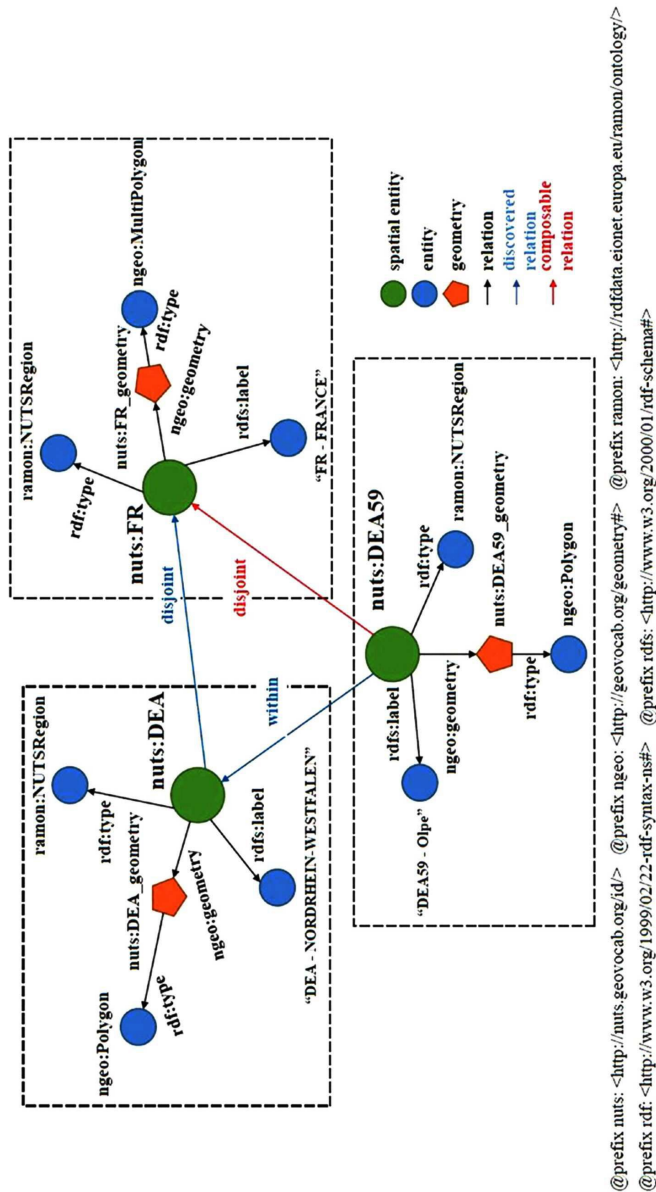 ramon:NUTSRegion
rdf:type
nuts:DEA
nuts:DEA_geometry
ngeo:geometry
rdf:type
ngeo:Polygon
rdfs:label
"DEA - NORDRHEIN-WESTFALEN"
ramon:NUTSRegion
rdf:type
nuts:FR
nuts:FR_geometry
ngeo:geometry
rdf:type
ngeo:MultiPolygon
rdfs:label
"FR - FRANCE"
disjoint
disjoint
within
nuts:DEA59
rdfs:label
"DEA59 - Olpe"
ngeo:geometry
rdf:type
ramon:NUTSRegion
nuts:DEA59_geometry
rdf:type
ngeo:Polygon
spatial entity
entity
geometry
relation
discovered
relation
composable
relation
@prefix nuts: <http://nuts.geovocab.org/id/> @prefix ngeo: <http://geovocab.org/geometry#> @prefix ramon: <http://rdfdata.eionet.europa.eu/ramon/ontology/>
@prefix rdf: <http://www.w3.org/1999/02/22-rdf-syntax-ns#> @prefix rdfs: <http://www.w3.org/2000/01/rdf-schema#>